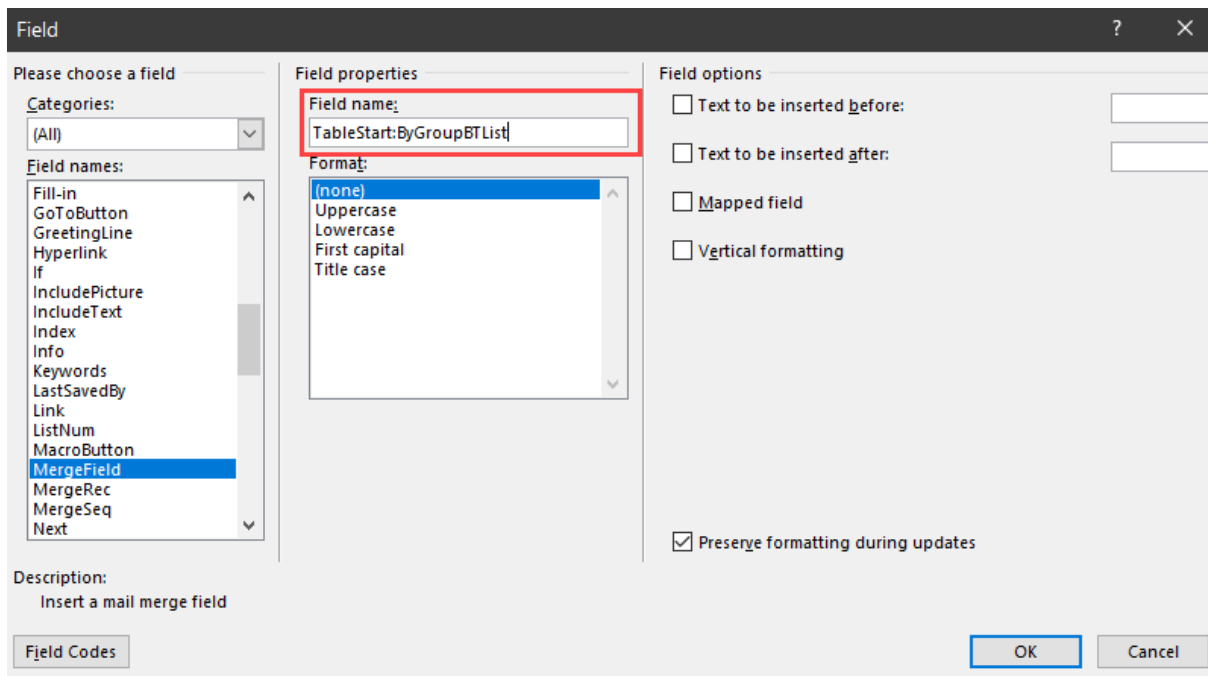 Field
?
Please choose a field
Categories:
(All)
Field names:
Fill-in
GoToButton
GreetingLine
Hyperlink
If
IncludePicture
IncludeText
Index
Info
Keywords
LastSavedBy
Link
ListNum
MacroButton
MergeField
MergeRec
MergeSeq
Next
Field properties
Field name:
TableStart:ByGroupBTList
Format:
(none)
Uppercase
Lowercase
First capital
Title case
Field options
Text to be inserted before:
Text to be inserted after:
Mapped field
Vertical formatting
Preserve formatting during updates
Description:
Insert a mail merge field
Field Codes
OK
Cancel